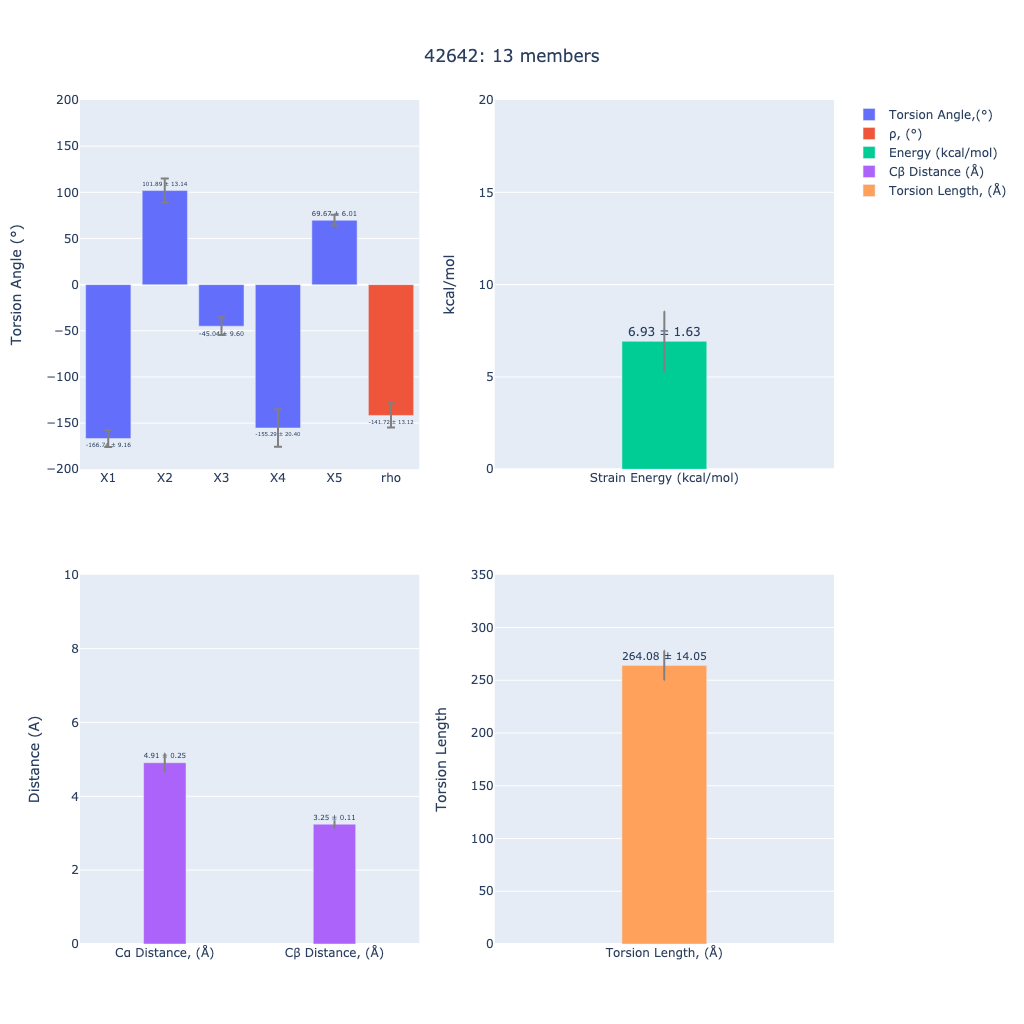 42642: 13 members
Torsion Angle (°)
200
150
100
50
0
−50
−100
−150
−200
101.89 ± 13.14
69.67 ± 6.01
-45.04 ± 9.60
-155.29 ± 20.40
-141.72 ± 13.12
X1
X2
X3
X4
X5
rho
kcal/mol
20
15
10
5
0
6.93 ± 1.63
Strain Energy (kcal/mol)
Torsion Angle,(°)
ρ, (°)
Energy (kcal/mol)
Cβ Distance (Å)
Torsion Length, (Å)
Distance (A)
10
8
6
4
2
0
4.91 ± 0.25
3.25 ± 0.11
Cα Distance, (Å)
Cβ Distance, (Å)
Torsion Length
350
300
250
200
150
100
50
0
264.08 ± 14.05
Torsion Length, (Å)